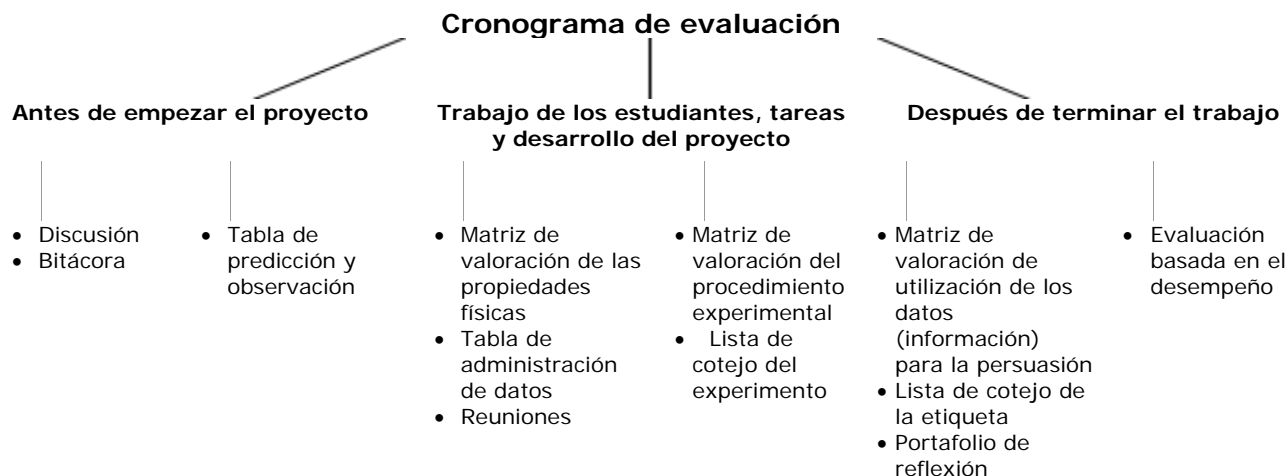 Cronograma de evaluación
Antes de empezar el proyecto
Trabajo de los estudiantes, tareas
y desarrollo del proyecto
Después de terminar el trabajo
• Discusión
• Bitácora
• Tabla de
predicción y
observación
• Matriz de
valoración de las
propiedades
físicas
• Tabla de
administración
de datos
• Reuniones
• Matriz de
valoración del
procedimiento
experimental
• Lista de
cotejo del
experimento
• Matriz de
valoración de
utilización de los
datos
(información)
para la persuasión
• Lista de cotejo de
la etiqueta
• Portafolio de
reflexión
• Evaluación
basada en el
desempeño